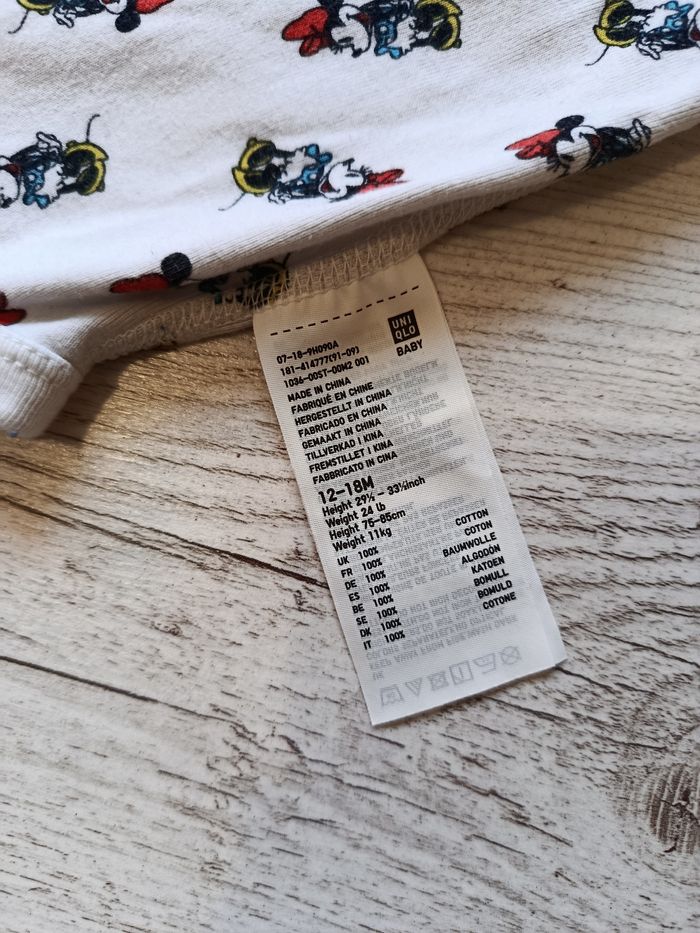 UNI
QLO
BABY
07-18-9H090A
181-414777(91-09)
1036-00ST-00M2 001
MADE IN CHINA
FABRIQUÉ EN CHINE
HERGESTELLT IN CHINA
FABRICADO EN CHINA
GEMAAKT IN CHINA
TILLVERKAD I KINA
FREMSTILLET I KINA
FABBRICATO IN CINA
12-18M
Height 29½ - 33½inch
Weight 24 lb
Height 75-85cm
Weight 11kg
UK 100% COTTON
FR 100% COTON
DE 100% BAUMWOLLE
ES 100% ALGODÓN
BE 100% KATOEN
SE 100% BOMULL
DK 100% BOMULD
IT 100% COTONE